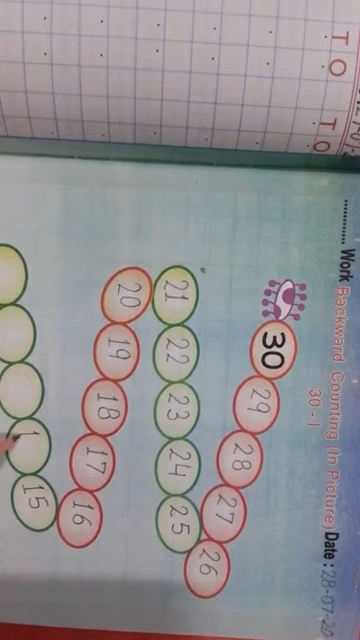 T O T O
Work Backward Counting (In Picture) Date : 28-07-20
30 - 1
30 29 28 27 26
21 22 23 24 25
20 19 18 17 16
1 15